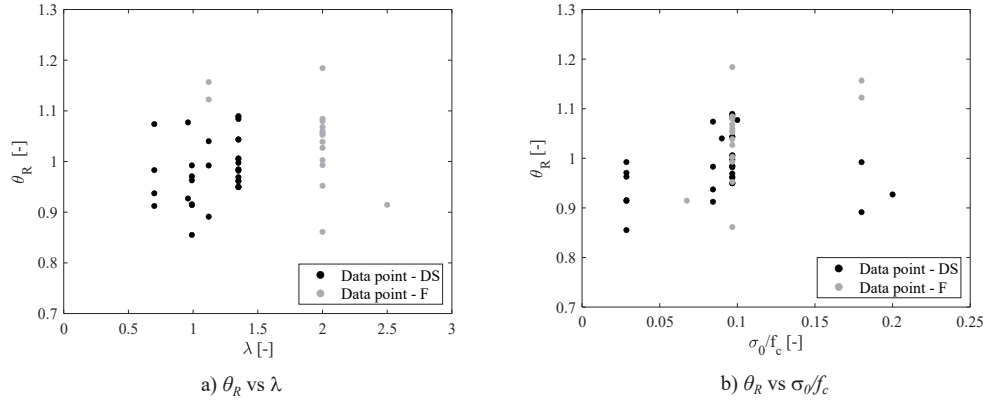 1.3
1.2
1.1
1
0.9
0.8
0.7
θR [-]
0 0.5 1 1.5 2 2.5 3
λ [-]
Data point - DS
Data point - F
a) θR vs λ
1.3
1.2
1.1
1
0.9
0.8
0.7
θR [-]
0 0.05 0.1 0.15 0.2 0.25
σ0/fc [-]
Data point - DS
Data point - F
b) θR vs σ0/fc